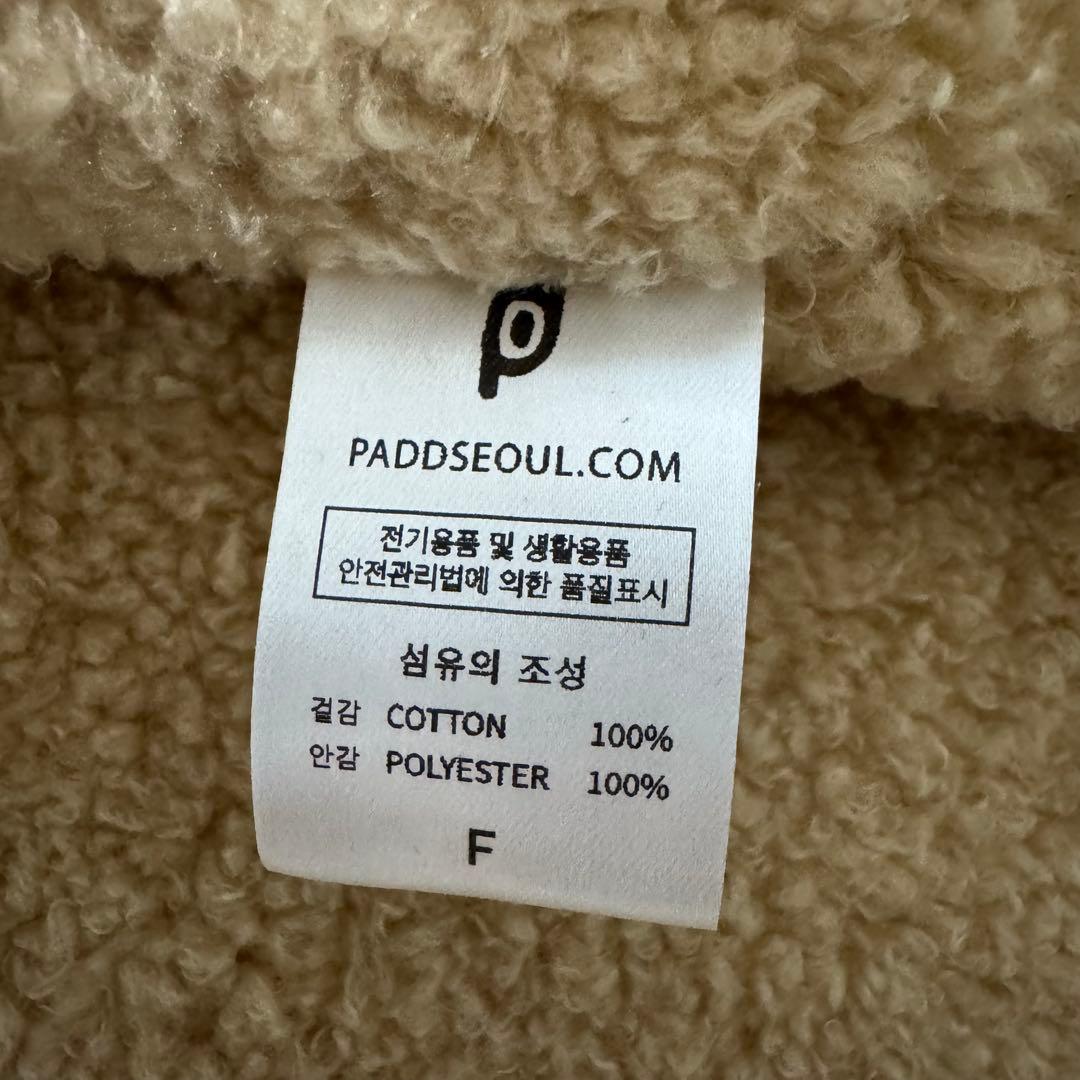 PADDSEOUL.COM
전기용품 및 생활용품
안전관리법에 의한 품질표시
섬유의 조성
겉감 COTTON 100%
안감 POLYESTER 100%
F